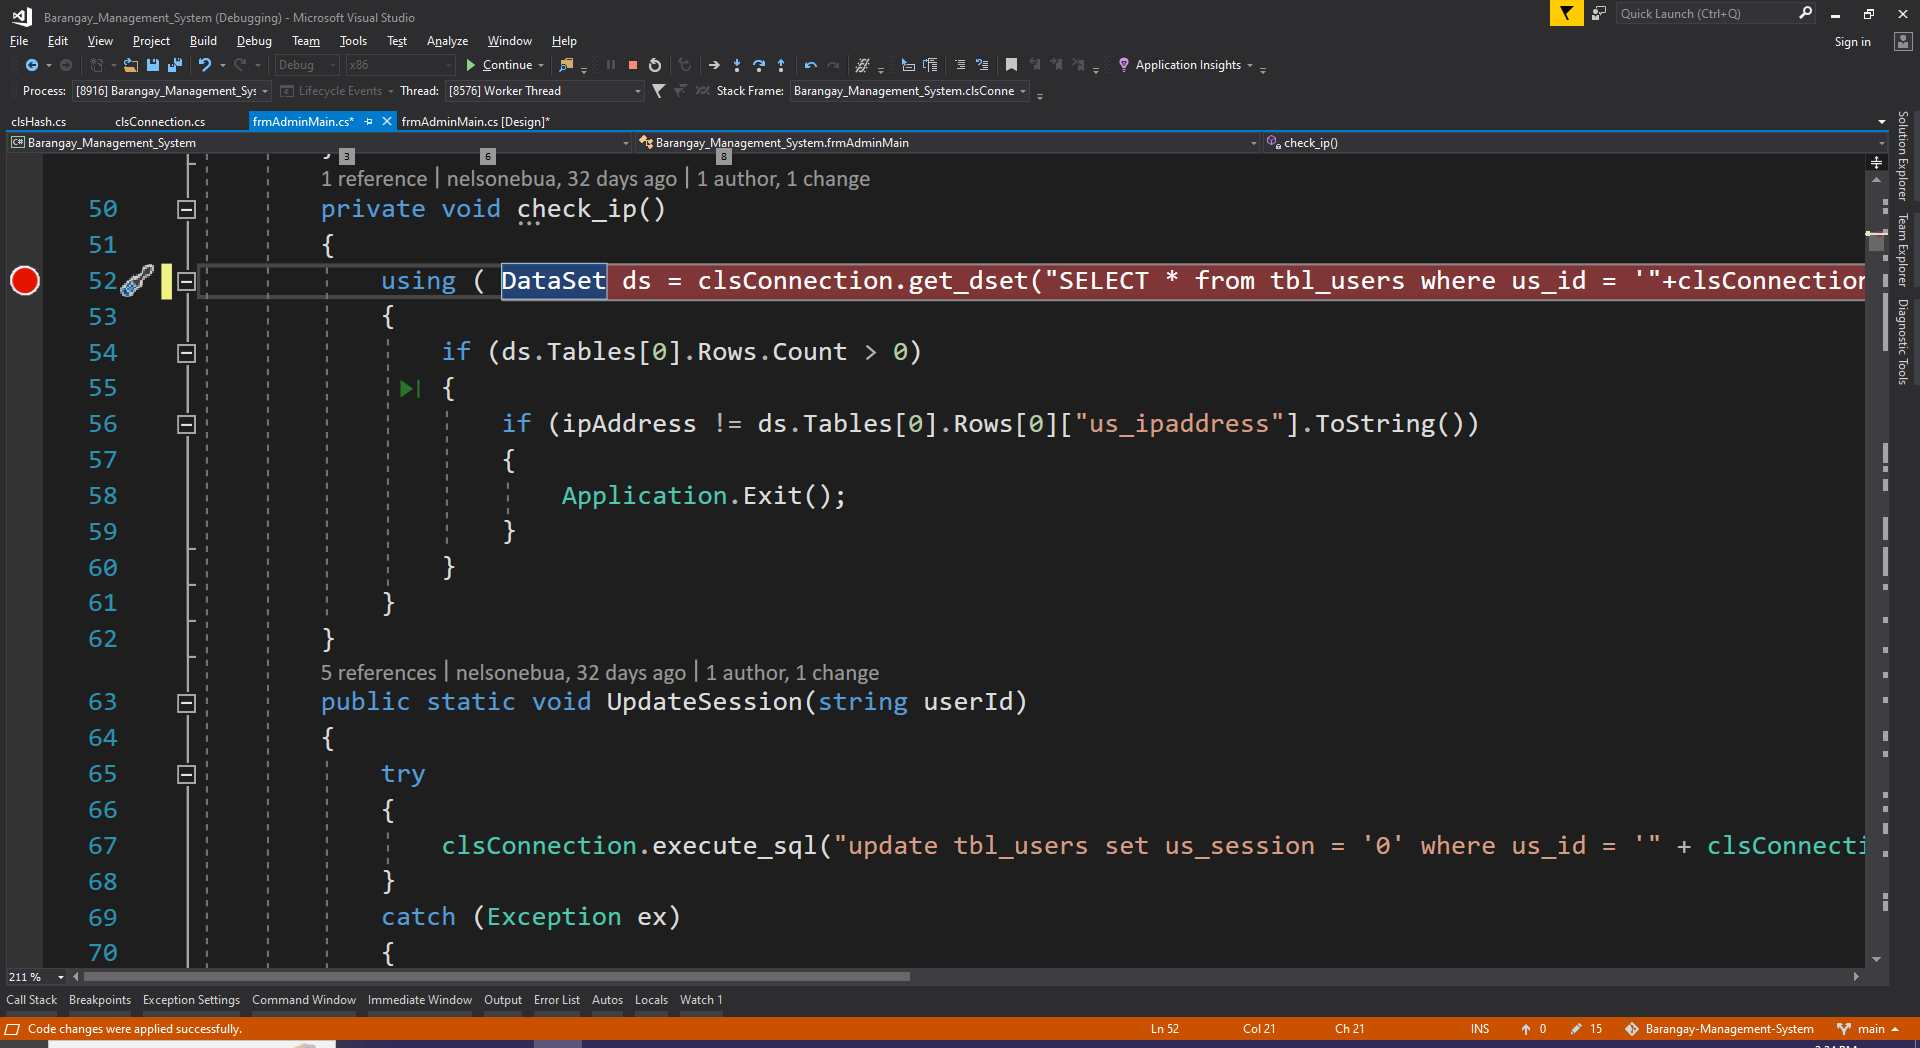 Barangay_Management_System (Debugging) - Microsoft Visual Studio
Quick Launch (Ctrl+Q)
File Edit View Project Build Debug Team Tools Test Analyze Window Help
Sign in
Debug x86 Continue Application Insights
Process: [8916] Barangay_Management_Sys Lifecycle Events Thread: [8576] Worker Thread Stack Frame: Barangay_Management_System.clsConne
clsHash.cs clsConnection.cs frmAdminMain.cs* frmAdminMain.cs [Design]*
C# Barangay_Management_System Barangay_Management_System.frmAdminMain check_ip()
3 6 8
1 reference | nelsonebua, 32 days ago | 1 author, 1 change
50 private void check_ip()
51 {
52 using ( DataSet ds = clsConnection.get_dset("SELECT * from tbl_users where us_id = '"+clsConnection
53 {
54 if (ds.Tables[0].Rows.Count > 0)
55 {
56 if (ipAddress != ds.Tables[0].Rows[0]["us_ipaddress"].ToString())
57 {
58 Application.Exit();
59 }
60 }
61 }
62 }
5 references | nelsonebua, 32 days ago | 1 author, 1 change
63 public static void UpdateSession(string userId)
64 {
65 try
66 {
67 clsConnection.execute_sql("update tbl_users set us_session = '0' where us_id = '" + clsConnecti
68 }
69 catch (Exception ex)
70 {
Solution Explorer
Team Explorer
Diagnostic Tools
211 %
Call Stack Breakpoints Exception Settings Command Window Immediate Window Output Error List Autos Locals Watch 1
Code changes were applied successfully. Ln 52 Col 21 Ch 21 INS 0 15 Barangay-Management-System main